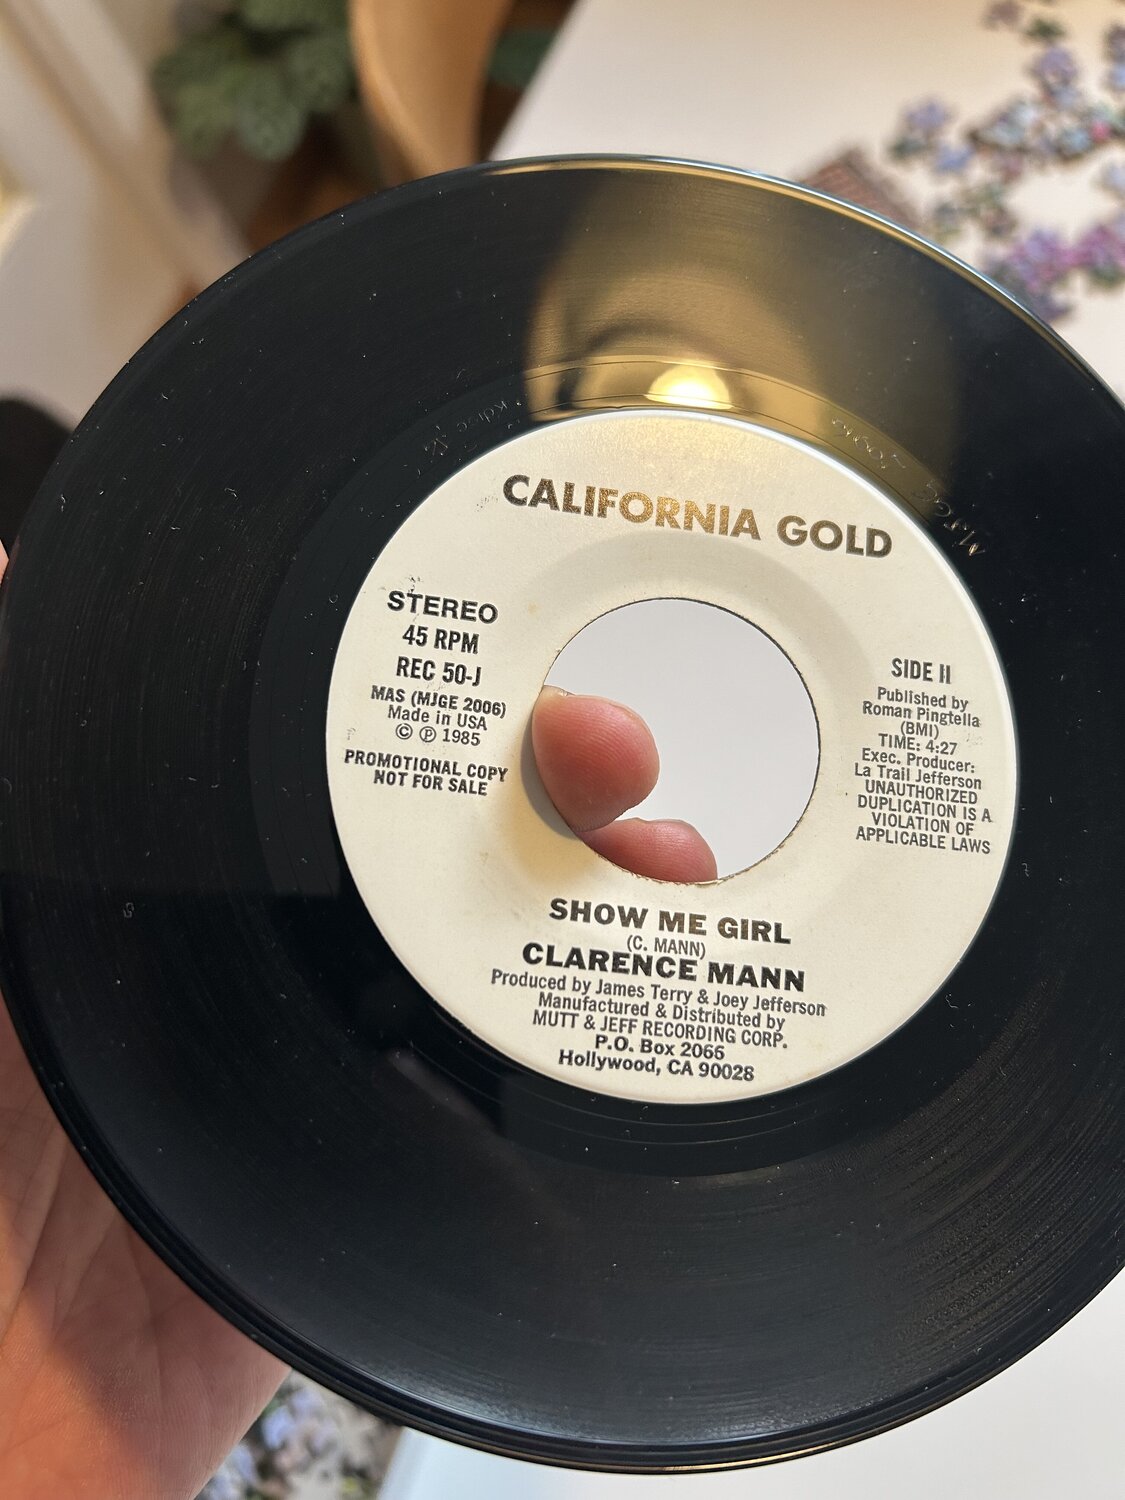 CALIFORNIA GOLD
STEREO
45 RPM
REC 50-J
MAS (MJGE 2006)
Made in USA
© ℗ 1985
PROMOTIONAL COPY
NOT FOR SALE
SIDE II
Published by
Roman Pingtella
(BMI)
TIME: 4:27
Exec. Producer:
La Trail Jefferson
UNAUTHORIZED
DUPLICATION IS A
VIOLATION OF
APPLICABLE LAWS
SHOW ME GIRL
(C. MANN)
CLARENCE MANN
Produced by James Terry & Joey Jefferson
Manufactured & Distributed by
MUTT & JEFF RECORDING CORP.
P.O. Box 2066
Hollywood, CA 90028